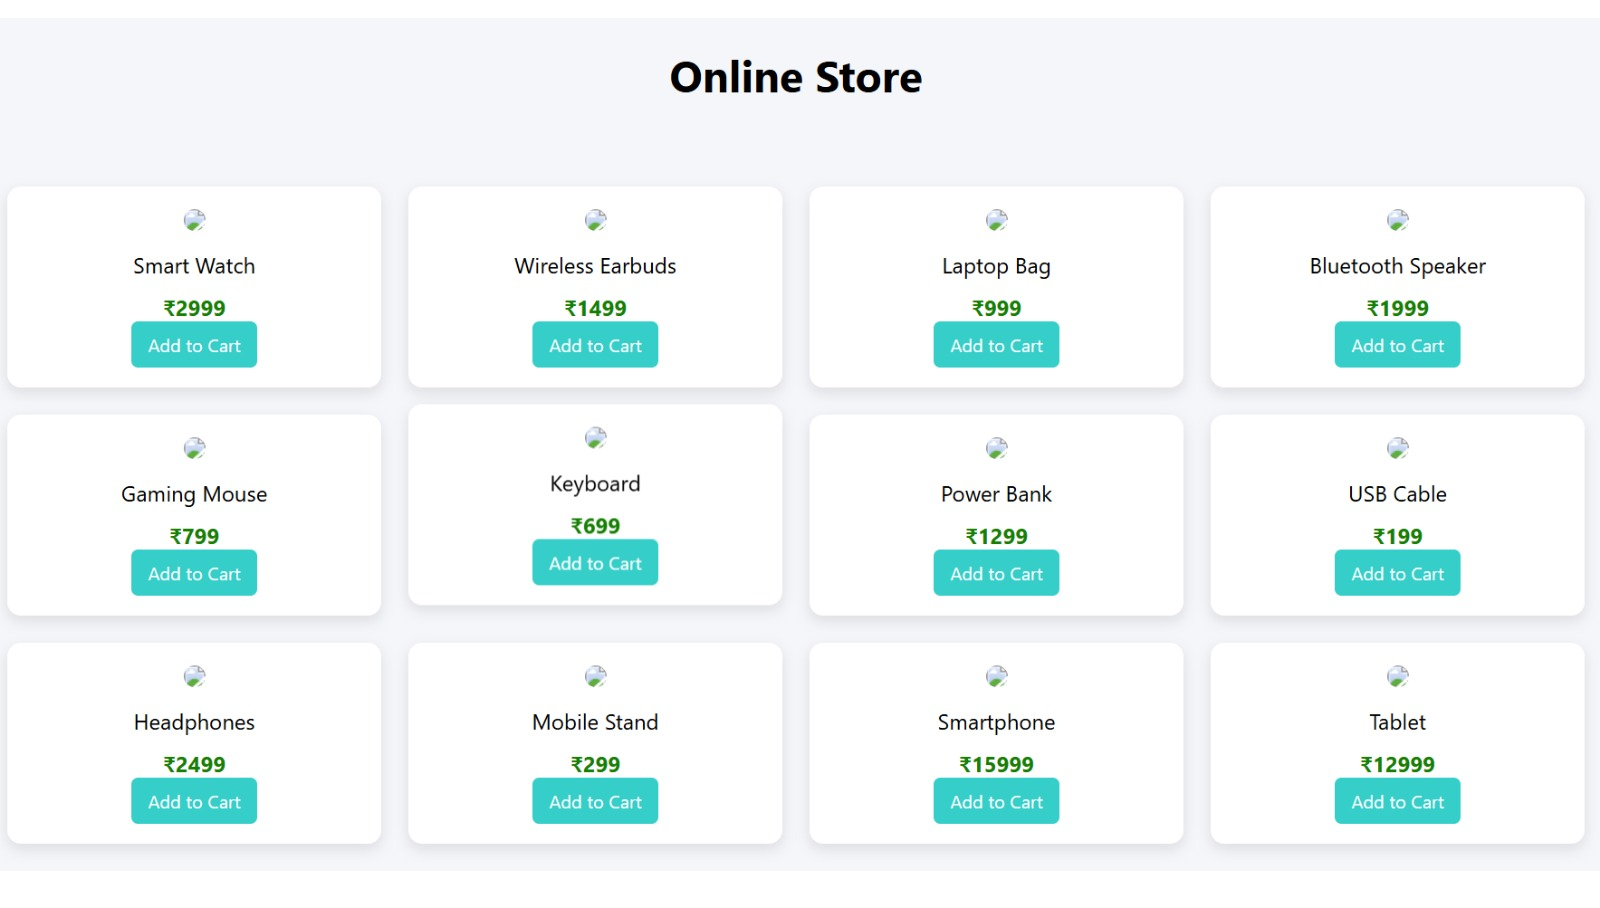 Online Store
Smart Watch
₹2999
Add to Cart
Wireless Earbuds
₹1499
Add to Cart
Laptop Bag
₹999
Add to Cart
Bluetooth Speaker
₹1999
Add to Cart
Gaming Mouse
₹799
Add to Cart
Keyboard
₹699
Add to Cart
Power Bank
₹1299
Add to Cart
USB Cable
₹199
Add to Cart
Headphones
₹2499
Add to Cart
Mobile Stand
₹299
Add to Cart
Smartphone
₹15999
Add to Cart
Tablet
₹12999
Add to Cart